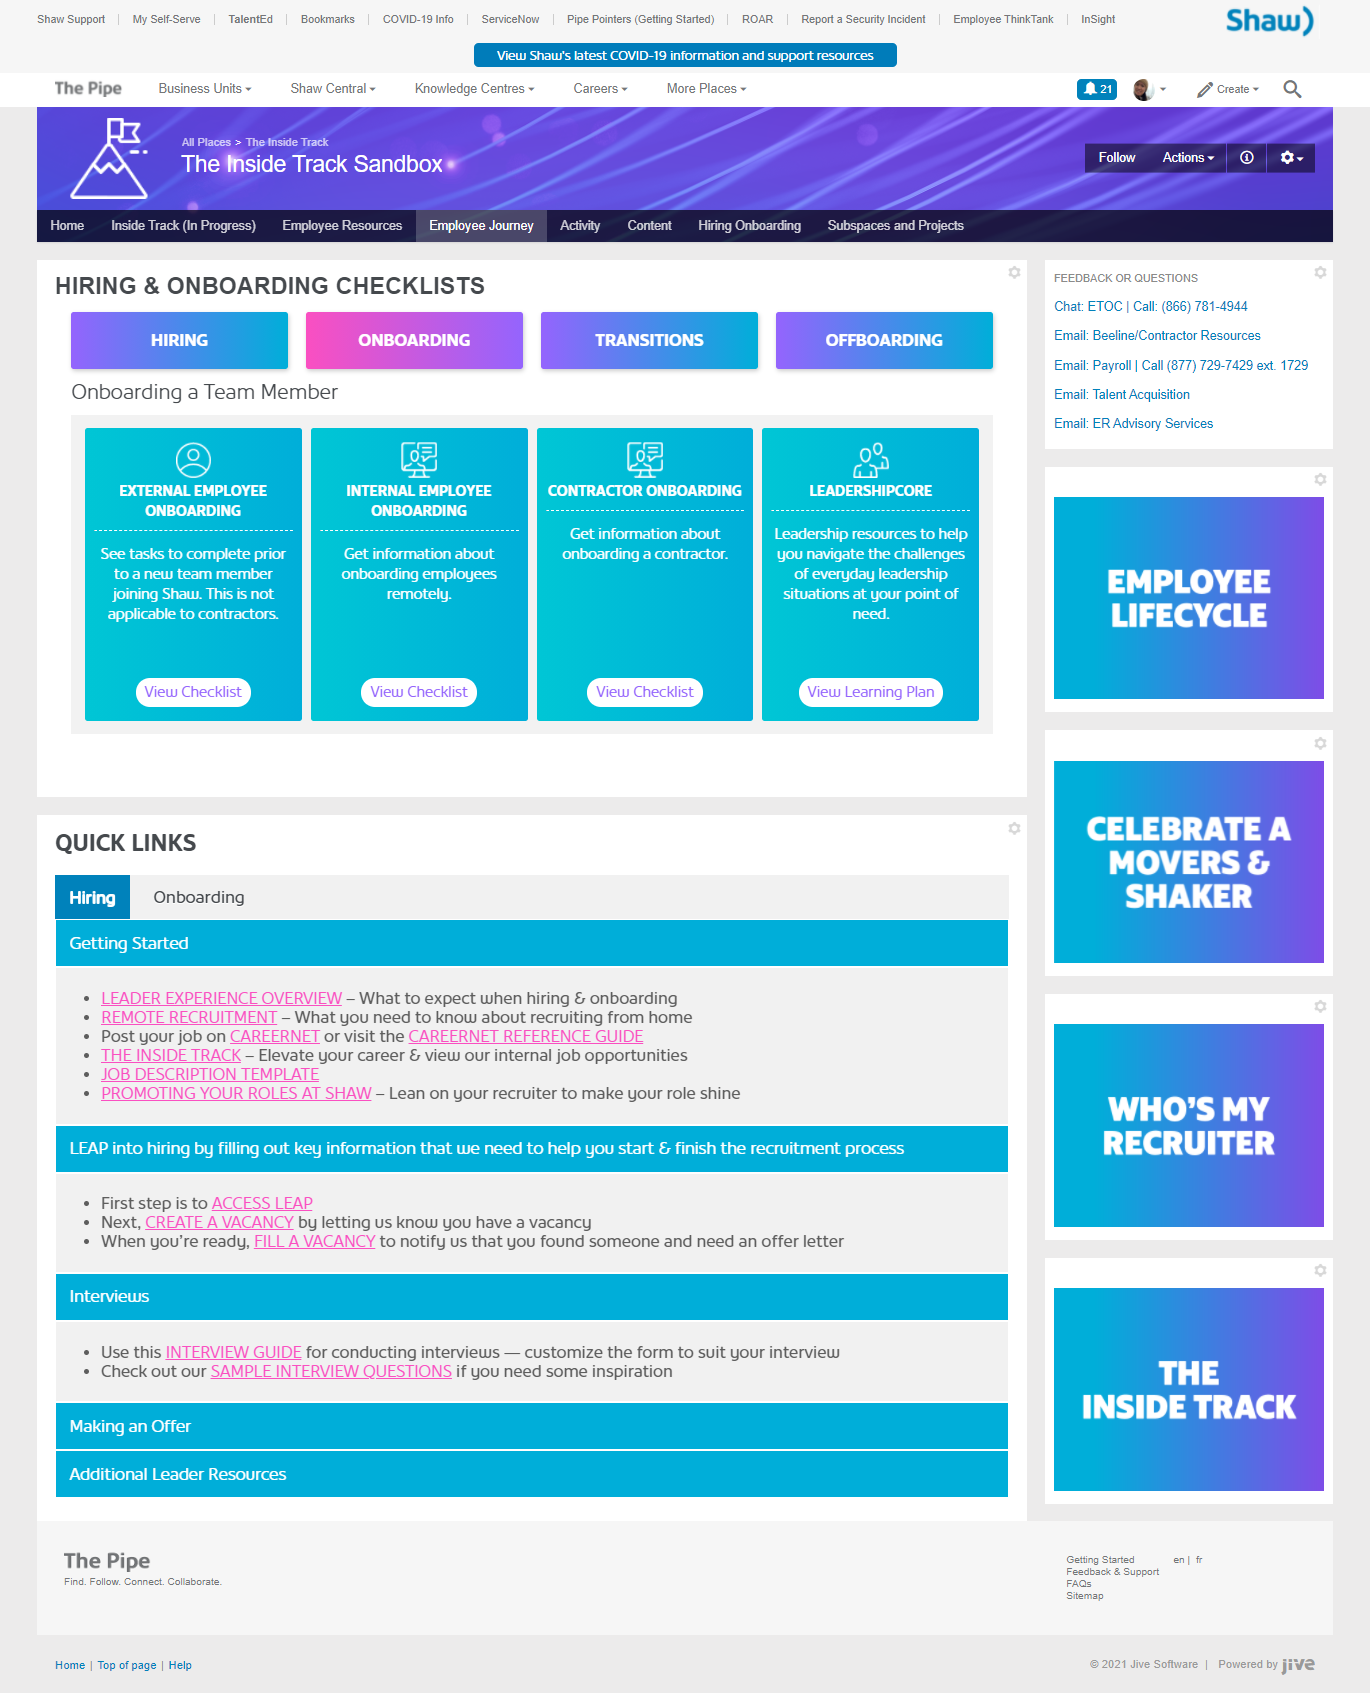 Shaw Support | My Self-Serve | TalentEd | Bookmarks | COVID-19 Info | ServiceNow | Pipe Pointers (Getting Started) | ROAR | Report a Security Incident | Employee ThinkTank | InSight
Shaw)
View Shaw's latest COVID-19 information and support resources
The Pipe Business Units Shaw Central Knowledge Centres Careers More Places 21 Create
All Places > The Inside Track
The Inside Track Sandbox
Follow Actions
Home Inside Track (In Progress) Employee Resources Employee Journey Activity Content Hiring Onboarding Subspaces and Projects
HIRING & ONBOARDING CHECKLISTS
HIRING ONBOARDING TRANSITIONS OFFBOARDING
Onboarding a Team Member
EXTERNAL EMPLOYEE
ONBOARDING
See tasks to complete prior
to a new team member
joining Shaw. This is not
applicable to contractors.
View Checklist
INTERNAL EMPLOYEE
ONBOARDING
Get information about
onboarding employees
remotely.
View Checklist
CONTRACTOR ONBOARDING
Get information about
onboarding a contractor.
View Checklist
LEADERSHIPCORE
Leadership resources to help
you navigate the challenges
of everyday leadership
situations at your point of
need.
View Learning Plan
FEEDBACK OR QUESTIONS
Chat: ETOC | Call: (866) 781-4944
Email: Beeline/Contractor Resources
Email: Payroll | Call (877) 729-7429 ext. 1729
Email: Talent Acquisition
Email: ER Advisory Services
EMPLOYEE
LIFECYCLE
CELEBRATE A
MOVERS &
SHAKER
WHO'S MY
RECRUITER
THE
INSIDE TRACK
QUICK LINKS
Hiring Onboarding
Getting Started
• LEADER EXPERIENCE OVERVIEW – What to expect when hiring & onboarding
• REMOTE RECRUITMENT – What you need to know about recruiting from home
• Post your job on CAREERNET or visit the CAREERNET REFERENCE GUIDE
• THE INSIDE TRACK – Elevate your career & view our internal job opportunities
• JOB DESCRIPTION TEMPLATE
• PROMOTING YOUR ROLES AT SHAW – Lean on your recruiter to make your role shine
LEAP into hiring by filling out key information that we need to help you start & finish the recruitment process
• First step is to ACCESS LEAP
• Next, CREATE A VACANCY by letting us know you have a vacancy
• When you're ready, FILL A VACANCY to notify us that you found someone and need an offer letter
Interviews
• Use this INTERVIEW GUIDE for conducting interviews — customize the form to suit your interview
• Check out our SAMPLE INTERVIEW QUESTIONS if you need some inspiration
Making an Offer
Additional Leader Resources
The Pipe
Find. Follow. Connect. Collaborate.
Getting Started en | fr
Feedback & Support
FAQs
Sitemap
Home | Top of page | Help
© 2021 Jive Software | Powered by jive